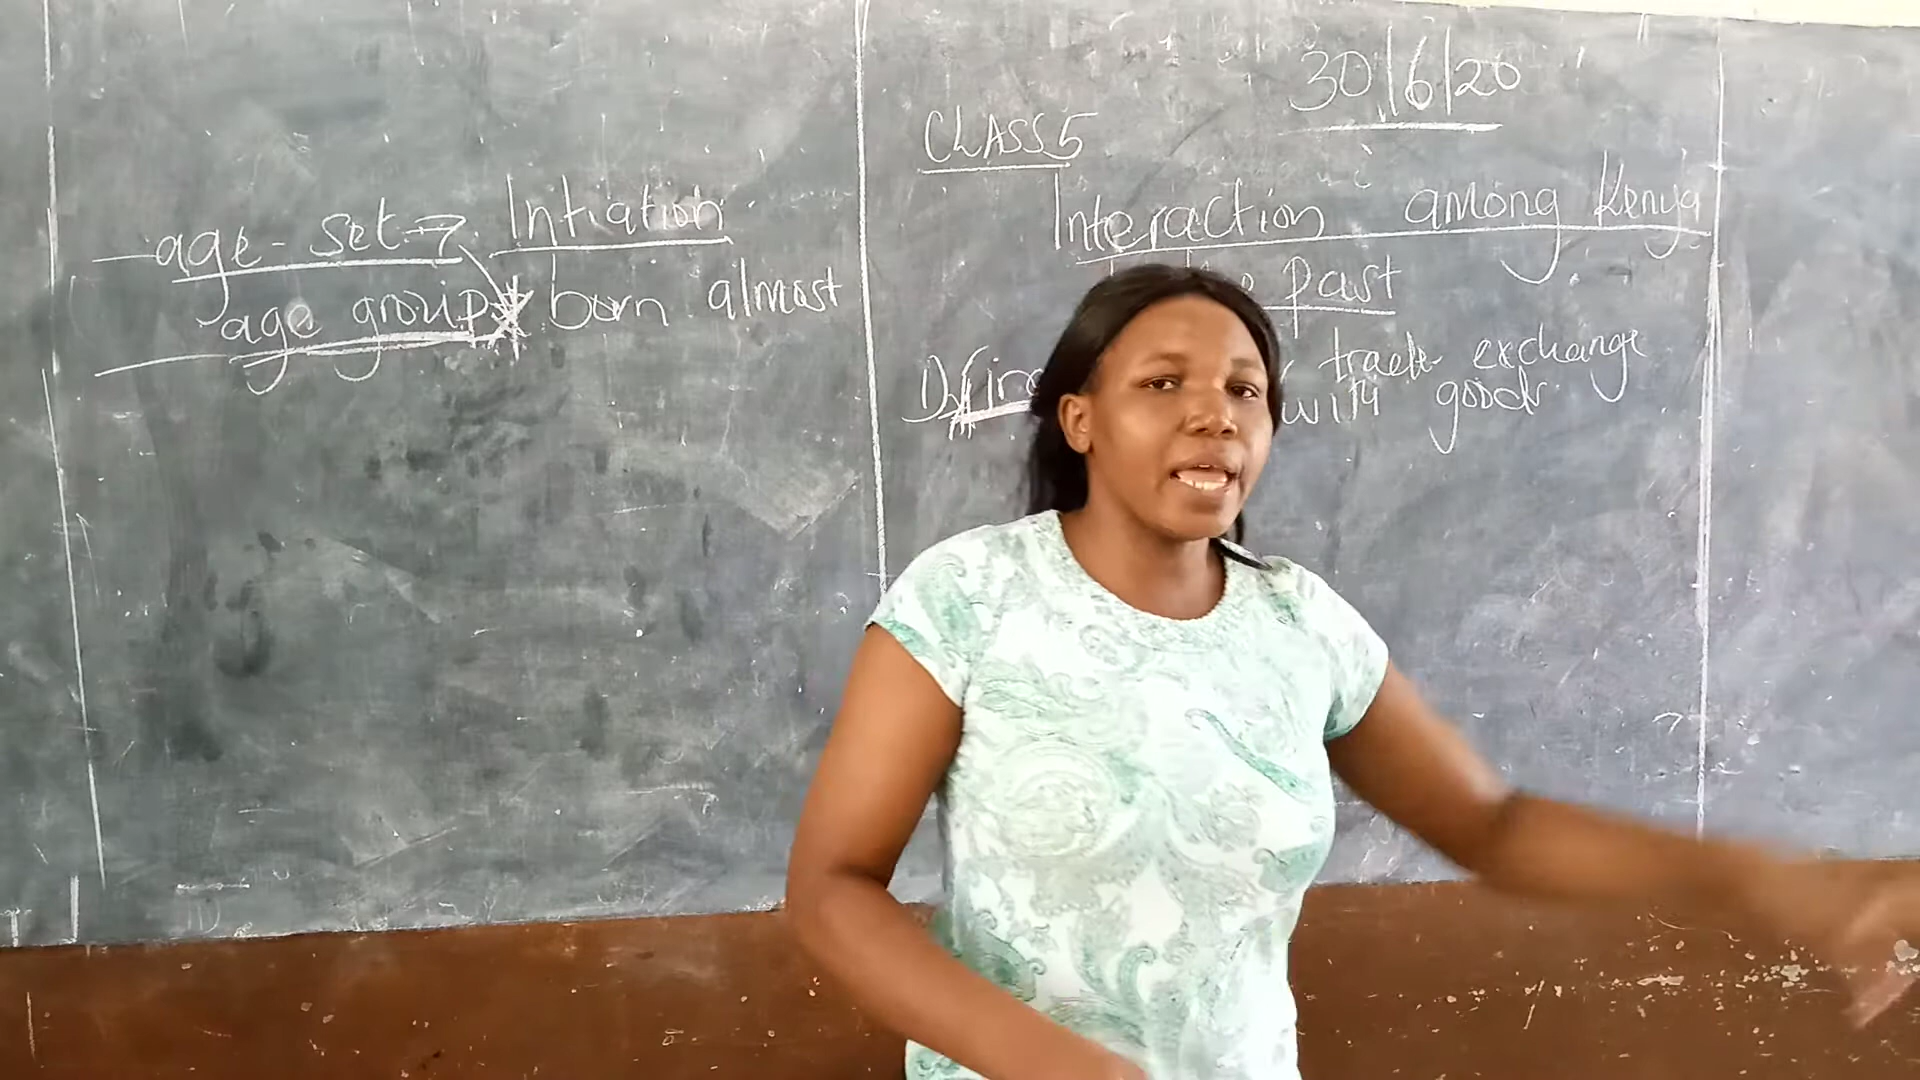 age-set → Intiation
age group born almost
30/6/20
CLASS 5
Interaction among Kenya
past
trade exchange
with goods